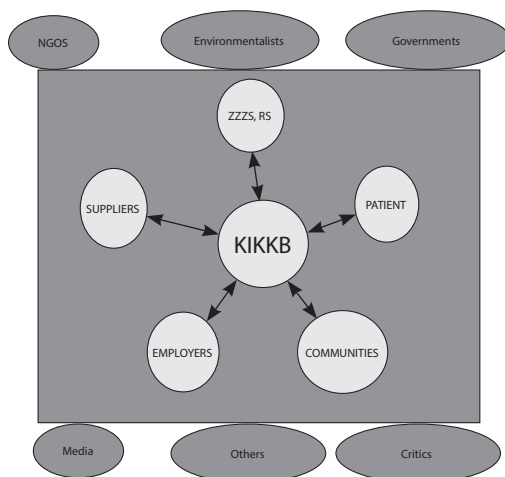 NGOS
Environmentalists
Governments
ZZZS, RS
SUPPLIERS
PATIENT
KIKKB
EMPLOYERS
COMMUNITIES
Media
Others
Critics